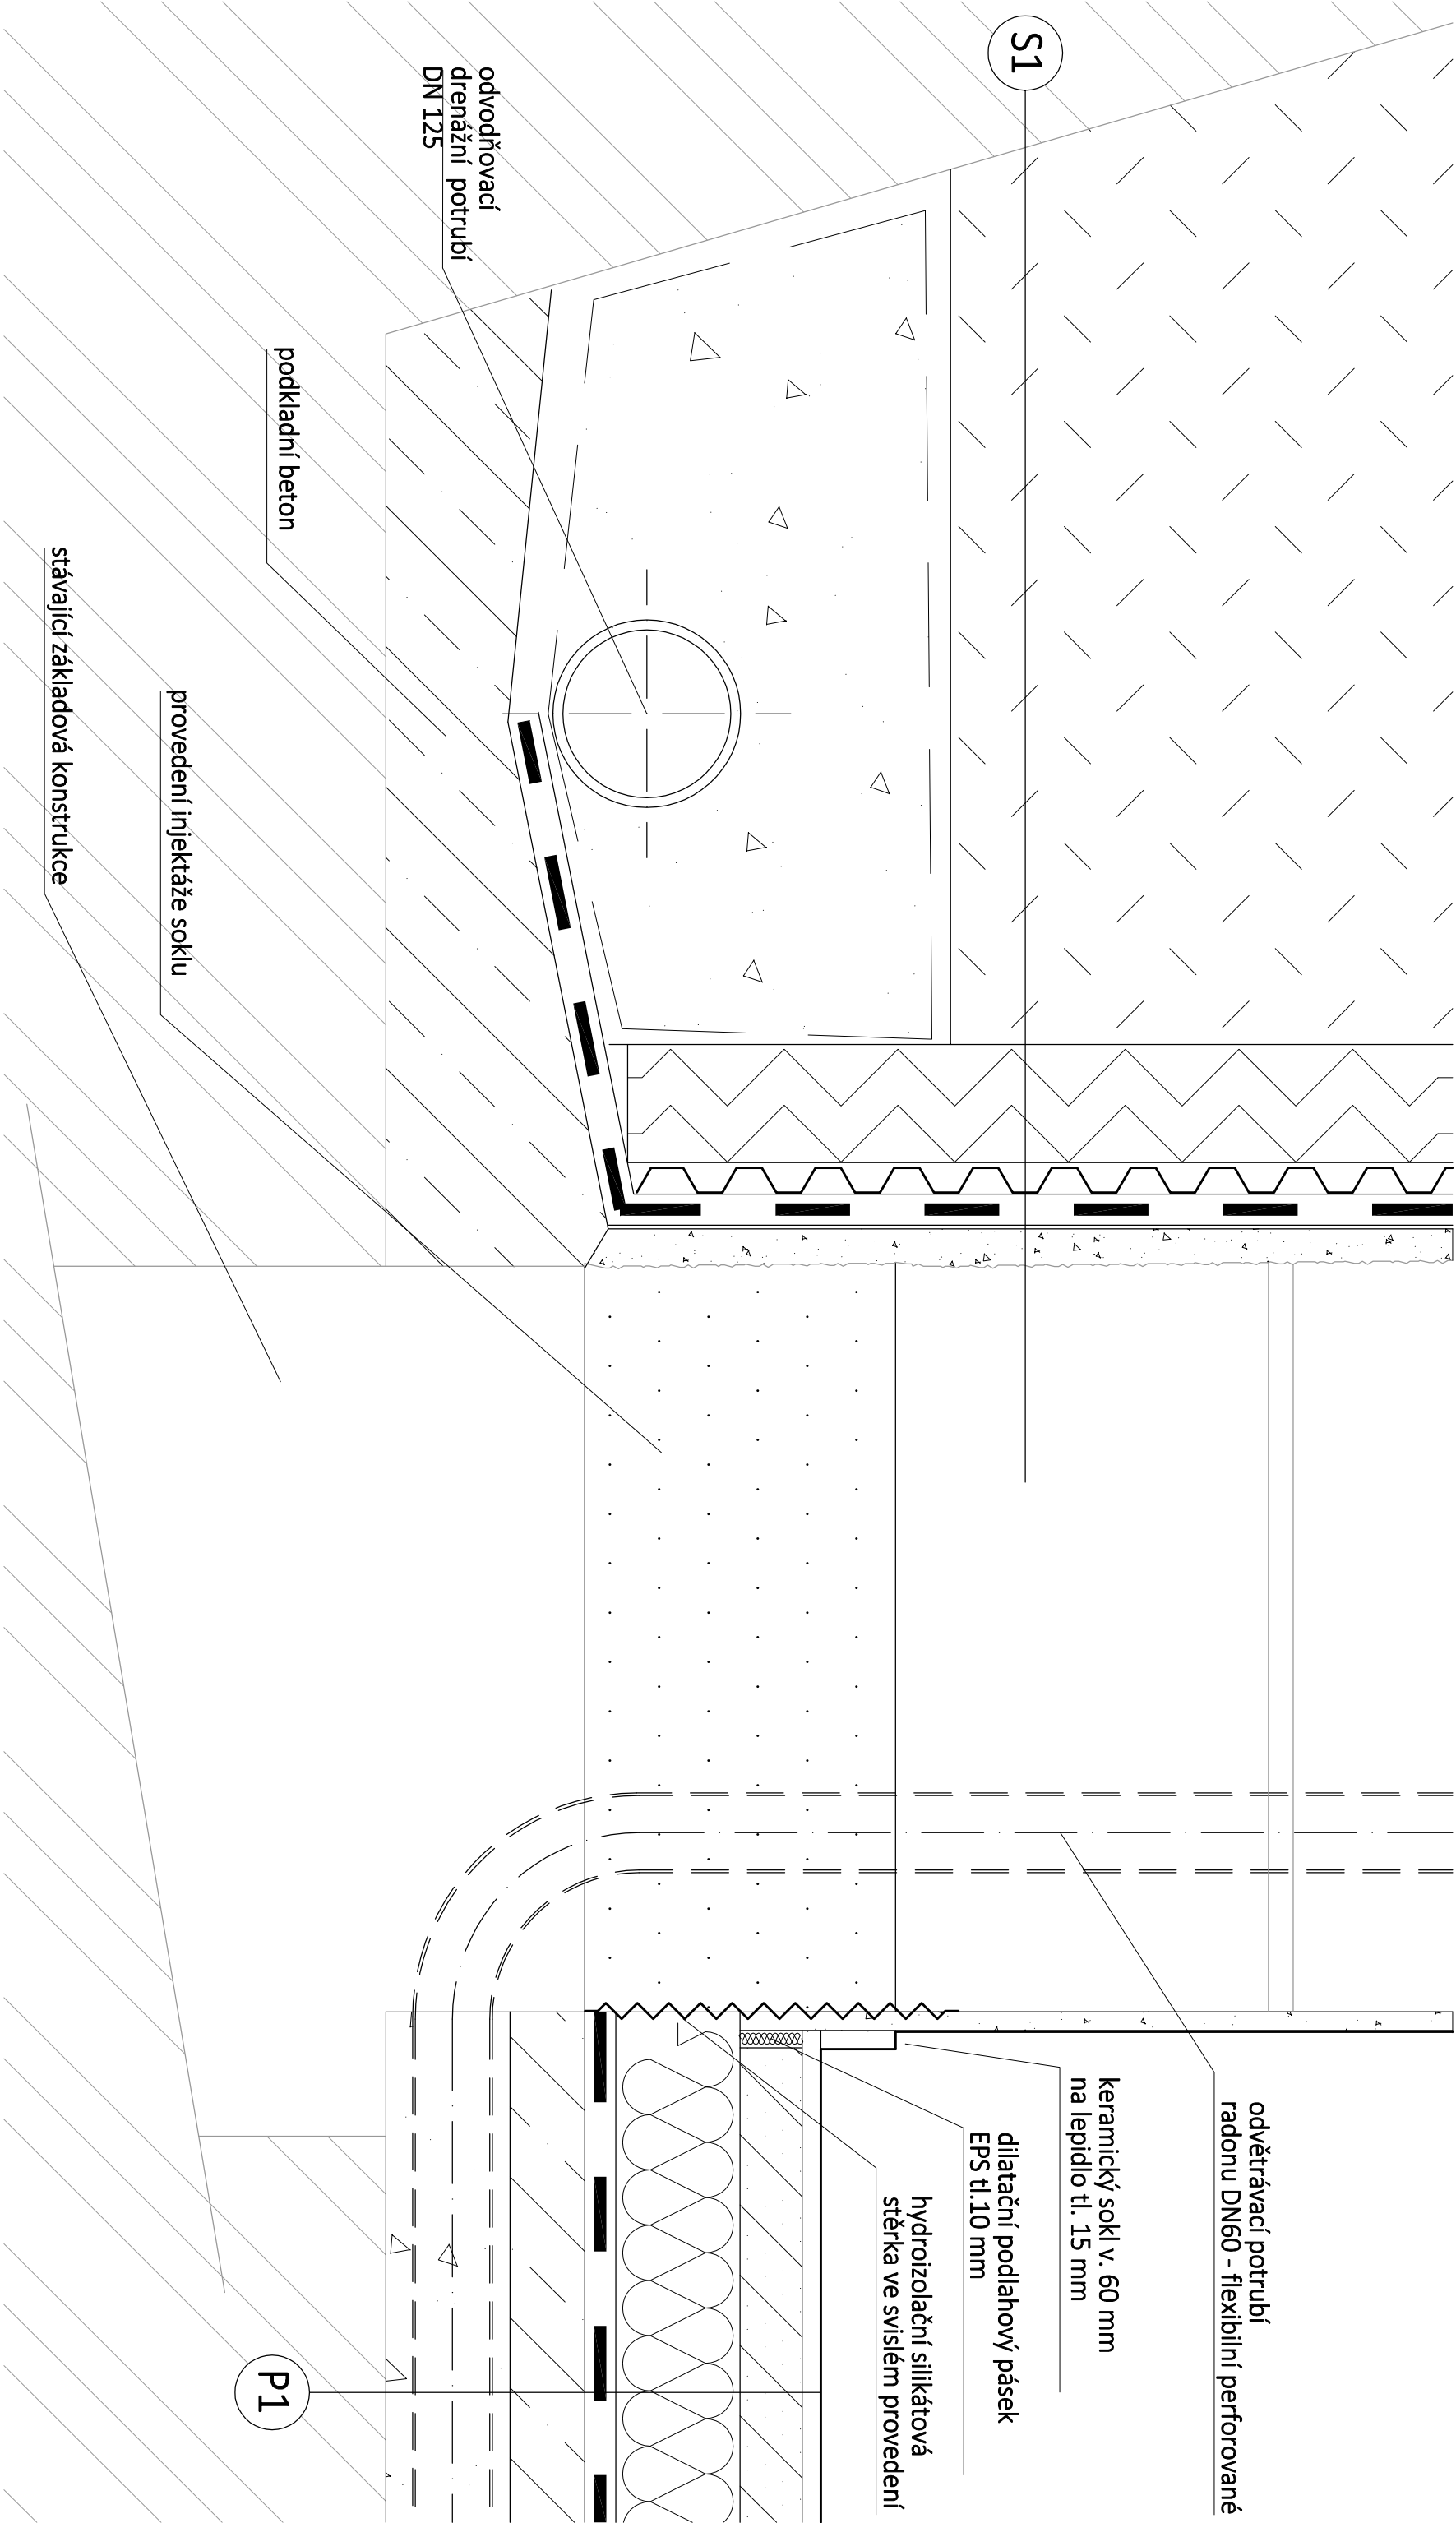 S1
odvodňovací
drenážní potrubí
DN 125
podkladní beton
provedení injektáže soklu
stávající základová konstrukce
odvětrávací potrubí
radonu DN60 - flexibilní perforované
keramický sokl v. 60 mm
na lepidlo tl. 15 mm
dilatační podlahový pásek
EPS tl.10 mm
hydroizolační silikátová
stěrka ve svislém provedení
P1